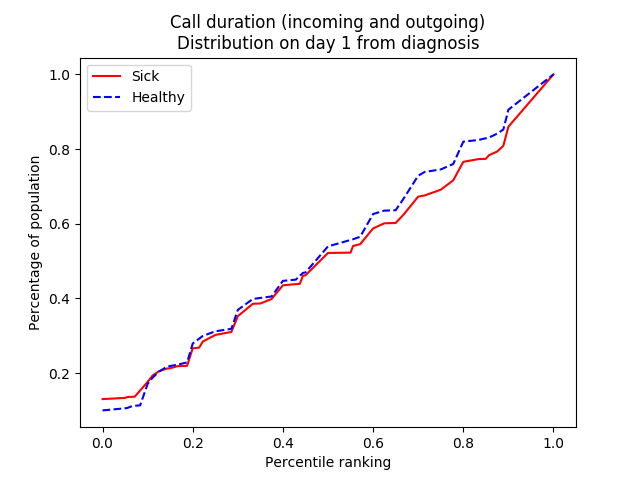 Call duration (incoming and outgoing)
Distribution on day 1 from diagnosis
Sick
Healthy
1.0
0.8
0.6
0.4
0.2
Percentage of population
0.0 0.2 0.4 0.6 0.8 1.0
Percentile ranking